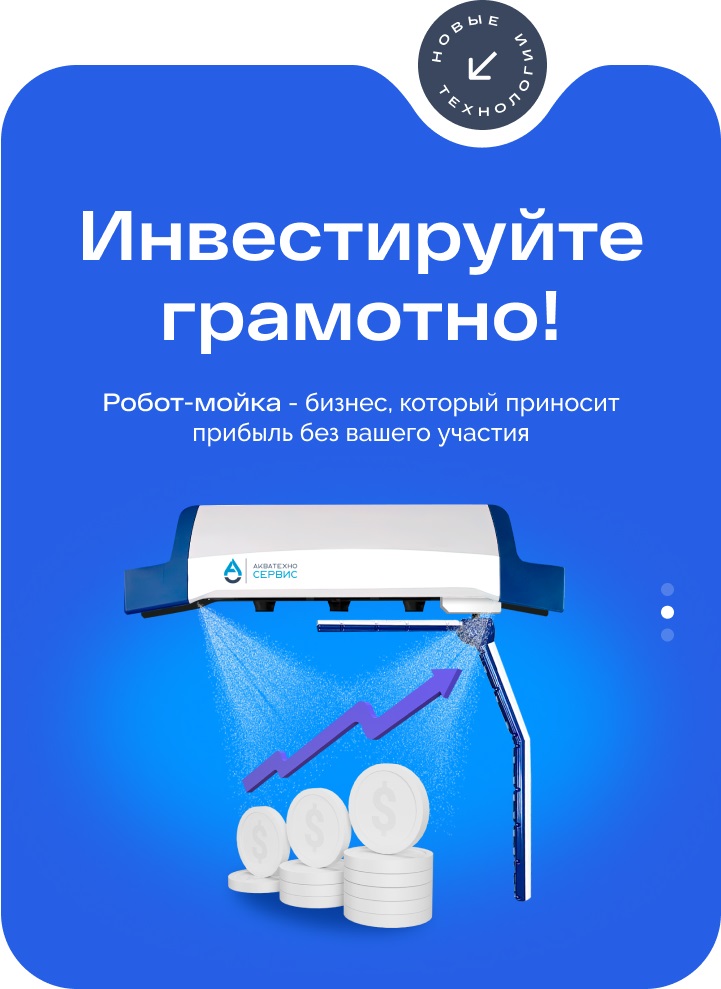 НОВЫЕ ТЕХНОЛОГИИ
Инвестируйте
грамотно!
Робот-мойка - бизнес, который приносит
прибыль без вашего участия
АКВАТЕХНО
СЕРВИС
$ $ $